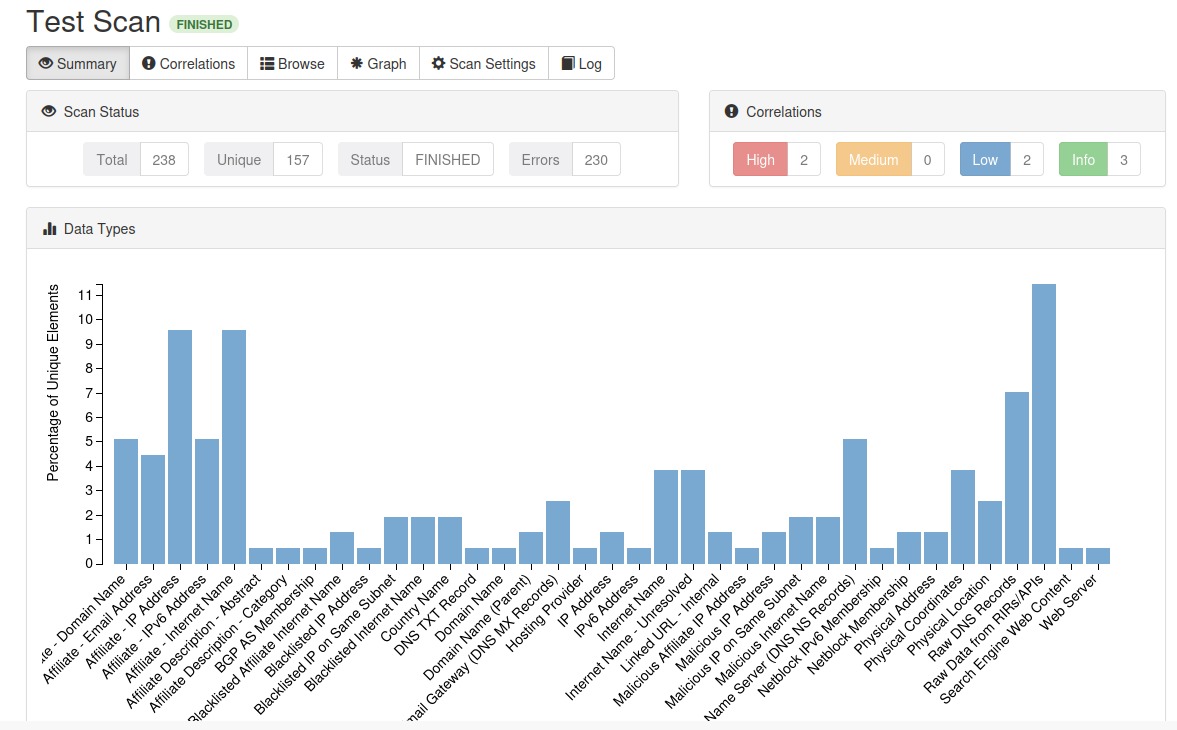 Test Scan FINISHED
Summary Correlations Browse Graph Scan Settings Log
Scan Status
Total 238 Unique 157 Status FINISHED Errors 230
Correlations
High 2 Medium 0 Low 2 Info 3
Data Types
Percentage of Unique Elements
11
10
9
8
7
6
5
4
3
2
1
0
- Domain Name
Affiliate - Email Address
Affiliate - IP Address
Affiliate - IPv6 Address
Affiliate - Internet Name
Affiliate Description - Abstract
Affiliate Description - Category
BGP AS Membership
Blacklisted Affiliate Internet Name
Blacklisted IP Address
Blacklisted IP on Same Subnet
Blacklisted Internet Name
Country Name
DNS TXT Record
Domain Name
Domain Name (Parent)
Gateway (DNS MX Records)
Hosting Provider
IP Address
IPv6 Address
Internet Name
Internet Name - Unresolved
Linked URL - Internal
Malicious Affiliate IP Address
Malicious IP Address
Malicious IP on Same Subnet
Malicious Internet Name
Name Server (DNS NS Records)
Netblock IPv6 Membership
Netblock Membership
Physical Address
Physical Coordinates
Physical Location
Raw DNS Records
Raw Data from RIRs/APIs
Search Engine Web Content
Web Server